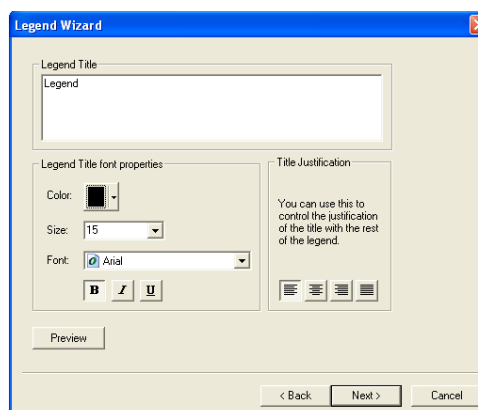 Legend Wizard
Legend Title
Legend
Legend Title font properties
Color:
Size:
15
Font:
Arial
B
I
U
Title Justification
You can use this to
control the justification
of the title with the rest
of the legend.
Preview
< Back
Next >
Cancel